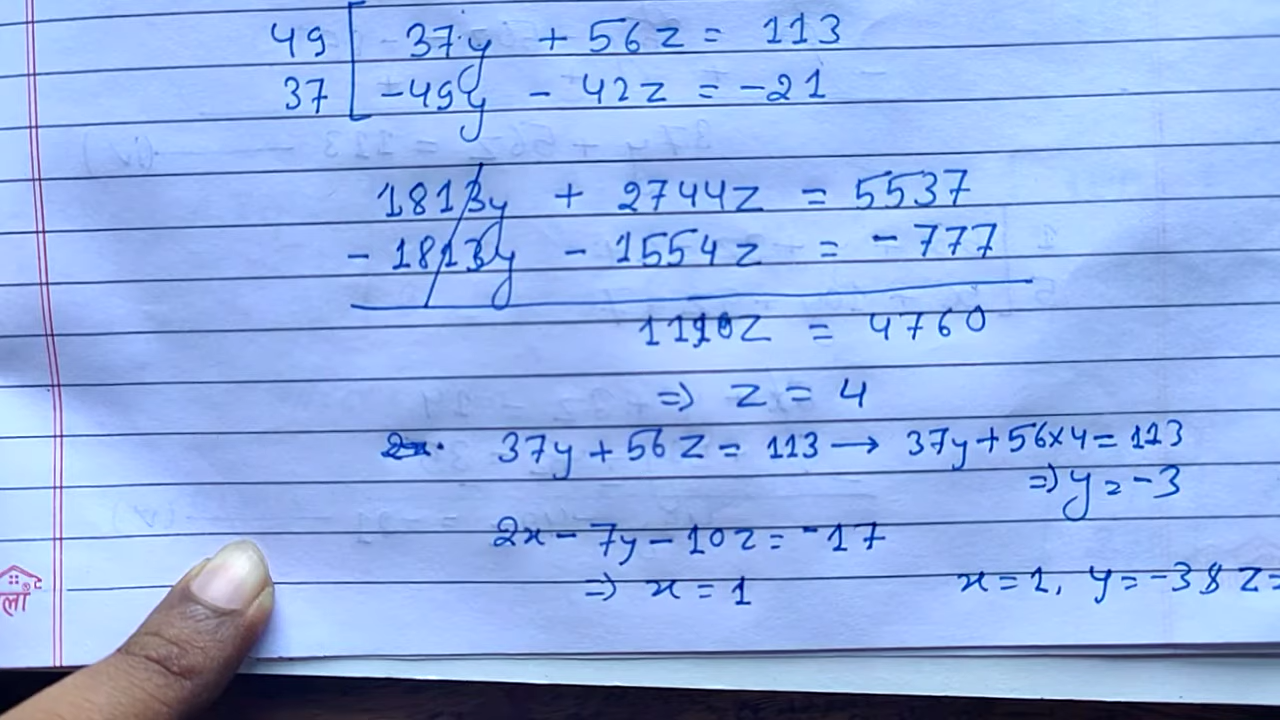 49 37y + 56z = 113
37 -49y - 42z = -21
1813y + 2744z = 5537
- 1813y - 1554z = -777
1190z = 4760
⇒ z = 4
37y + 56z = 113 → 37y + 56×4 = 113
⇒ y = -3
2x - 7y - 10z = -17
⇒ x = 1 x = 1, y = -3 & z =
ला